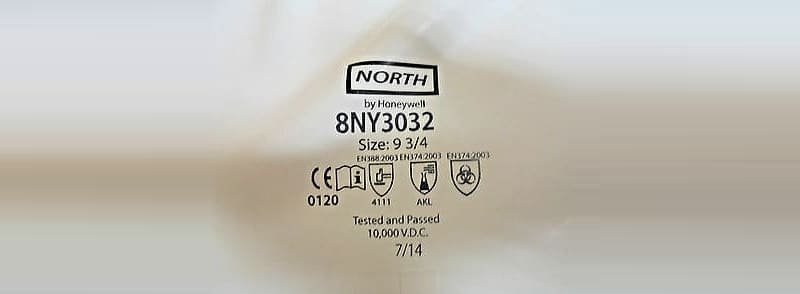 NORTH
by Honeywell
8NY3032
Size: 9 3/4
EN388:2003 EN374:2003 EN374:2003
CE i
0120 4111 AKL
Tested and Passed
10,000 V.D.C.
7/14